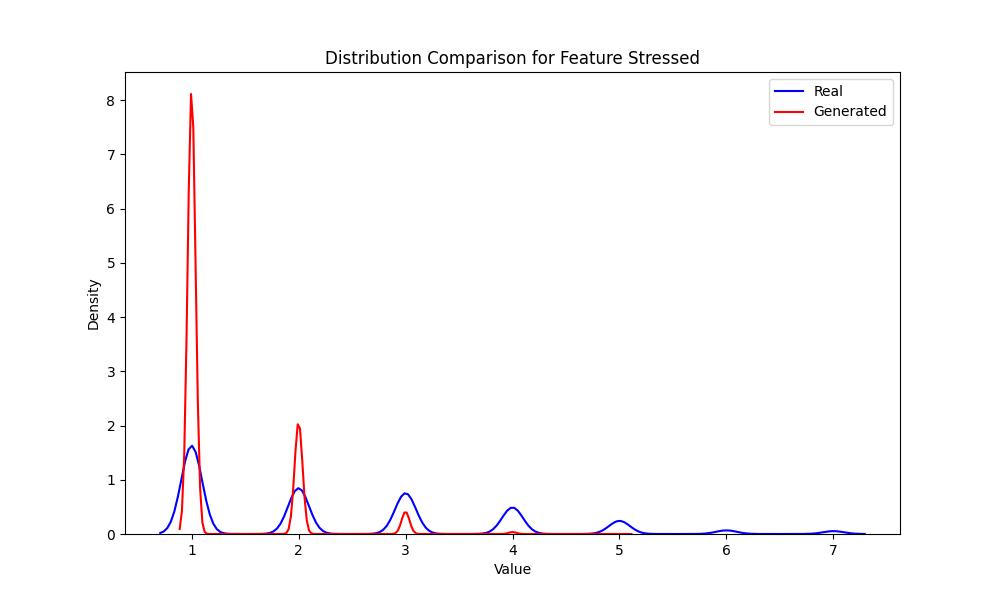 Distribution Comparison for Feature Stressed
Real
Generated
Density
8
7
6
5
4
3
2
1
0
1 2 3 4 5 6 7
Value